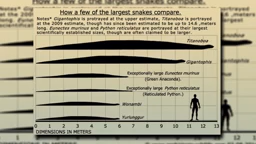 How a few of the largest snakes compare.
Notes* Gigantophis is pretrayed at the upper estimate, Titanoboa is portrayed
at the 2009 estimate, though has since been estimated to be up to 14.6 ,meters
long. Eunectes murinus and Python reticulatus are portrayed at their largest
scientifically established sizes, though are often claimed to be larger.
Titanoboa
Gigantophis
Exceptionally large Eunectes murinus
(Green Anaconda).
Exceptionally large Python reticulatus
(Reticulated Python.)
Wonambi
Yurlunggur
0 1 2 3 4 5 6 7 8 9 10 11 12 13
DIMENSIONS IN METERS